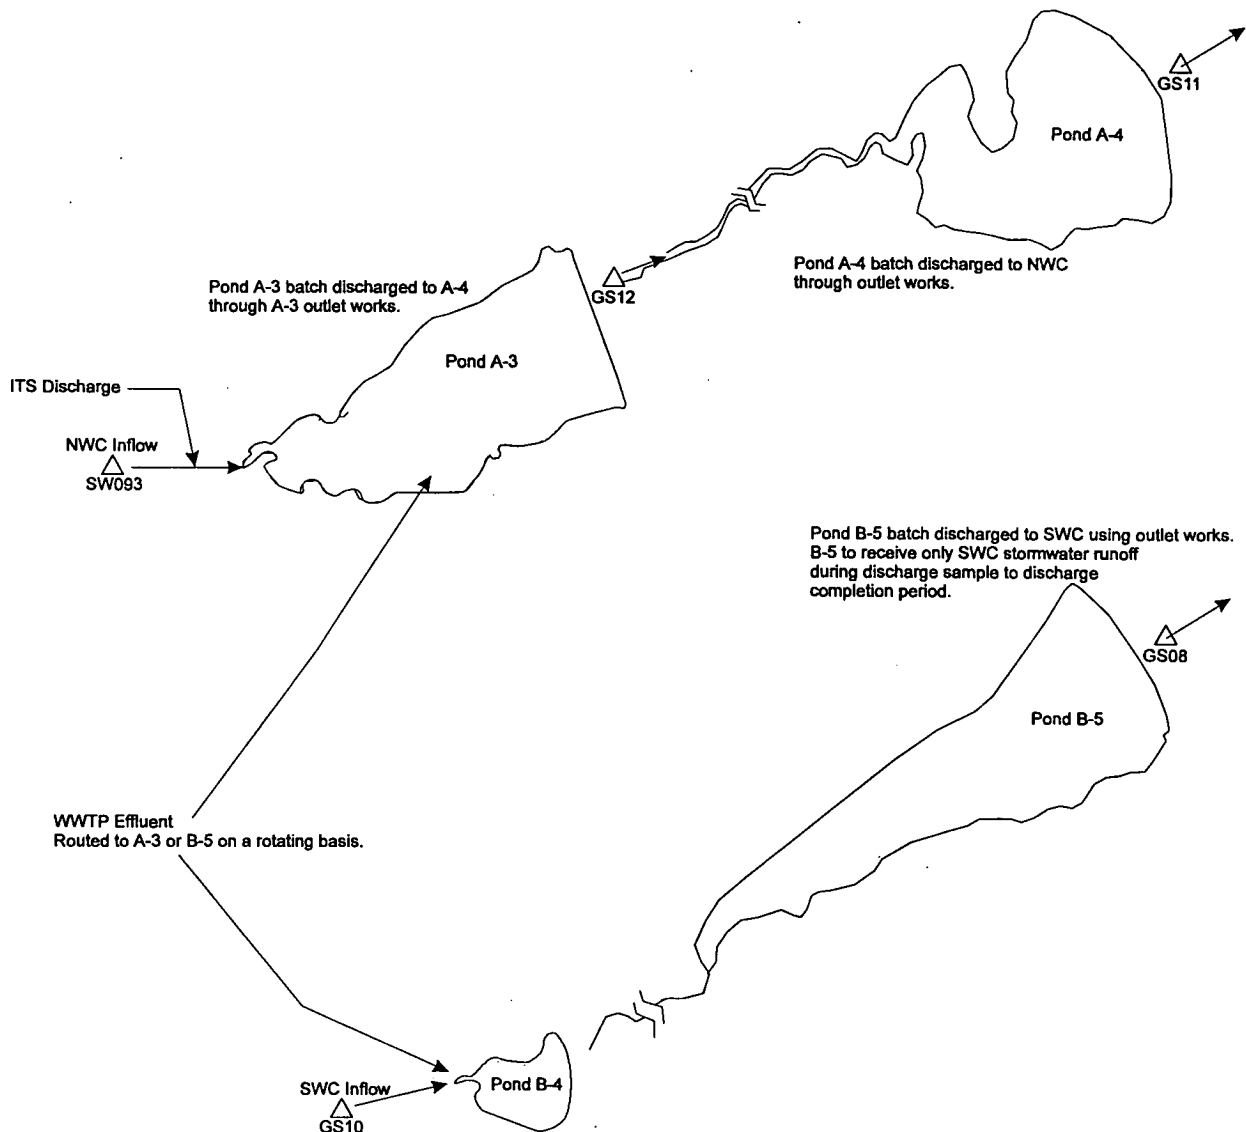 GS11
Pond A-4
Pond A-4 batch discharged to NWC
through outlet works.
GS12
Pond A-3 batch discharged to A-4
through A-3 outlet works.
Pond A-3
ITS Discharge
NWC Inflow
SW093
Pond B-5 batch discharged to SWC using outlet works.
B-5 to receive only SWC stormwater runoff
during discharge sample to discharge
completion period.
GS08
Pond B-5
WWTP Effluent
Routed to A-3 or B-5 on a rotating basis.
Pond B-4
SWC Inflow
GS10